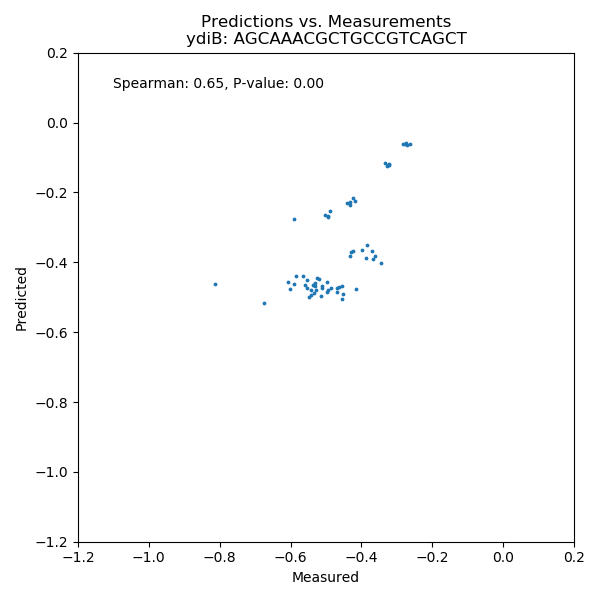 Predictions vs. Measurements
ydiB: AGCAAACGCTGCCGTCAGCT
Spearman: 0.65, P-value: 0.00
Predicted
0.2
0.0
−0.2
−0.4
−0.6
−0.8
−1.0
−1.2
−1.2 −1.0 −0.8 −0.6 −0.4 −0.2 0.0 0.2
Measured